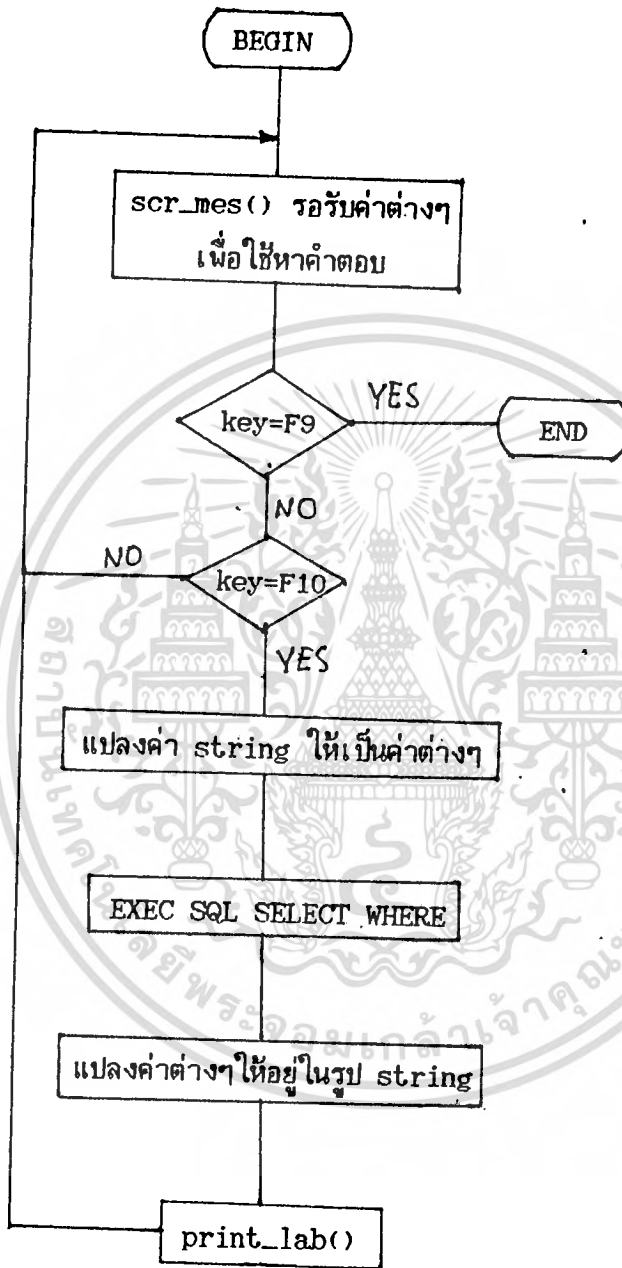 BEGIN
scr_mes() รอรับค่าต่างๆ
เพื่อใช้หาคำตอบ
key=F9
YES
END
NO
key=F10
NO
YES
แปลงค่า string ให้เป็นค่าต่างๆ
EXEC SQL SELECT WHERE
แปลงค่าต่างๆให้อยู่ในรูป string
print_lab()